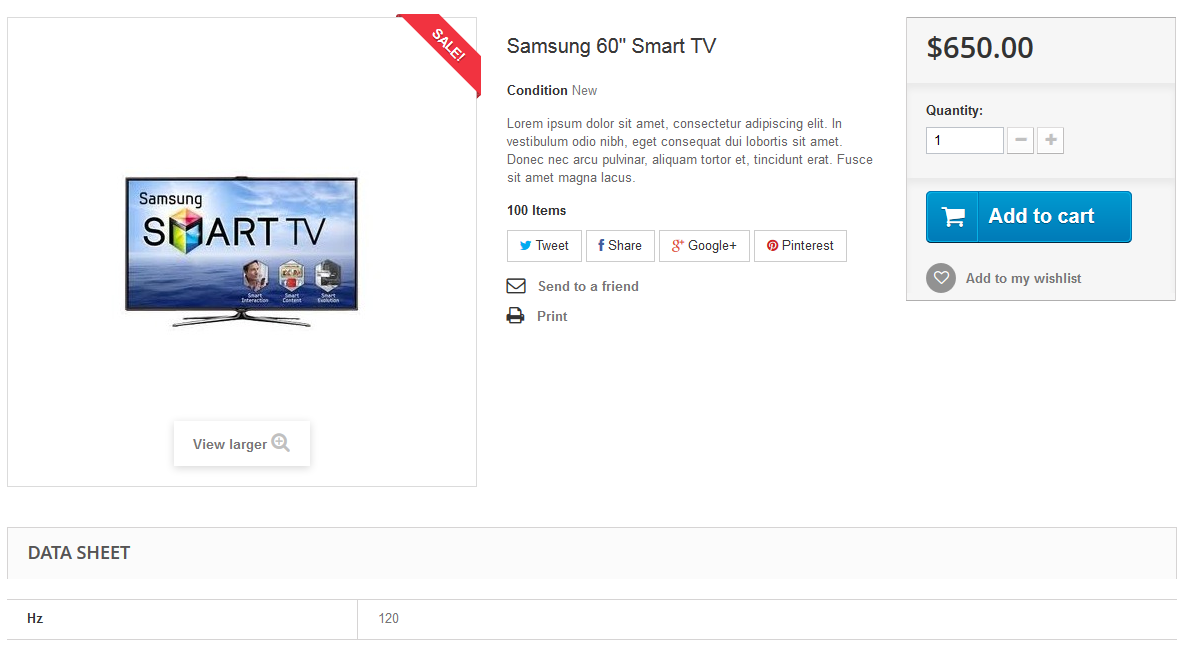 SALE!
Samsung
SMART TV
Smart Interaction
Smart Content
Smart Evolution
View larger
Samsung 60" Smart TV
Condition New
Lorem ipsum dolor sit amet, consectetur adipiscing elit. In
vestibulum odio nibh, eget consequat dui lobortis sit amet.
Donec nec arcu pulvinar, aliquam tortor et, tincidunt erat. Fusce
sit amet magna lacus.
100 Items
Tweet Share Google+ Pinterest
Send to a friend
Print
$650.00
Quantity:
1
Add to cart
Add to my wishlist
DATA SHEET
Hz 120